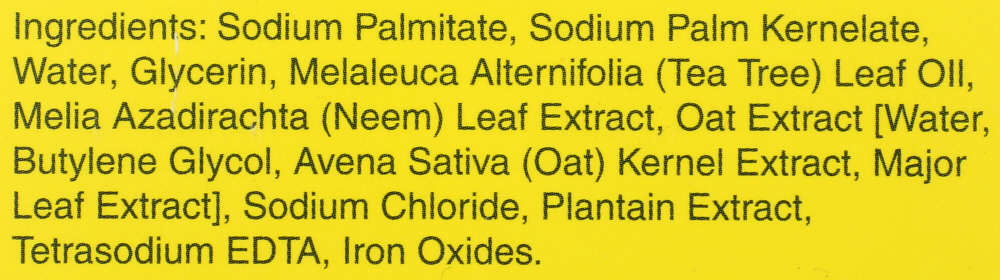 Ingredients: Sodium Palmitate, Sodium Palm Kernelate,
Water, Glycerin, Melaleuca Alternifolia (Tea Tree) Leaf OIl,
Melia Azadirachta (Neem) Leaf Extract, Oat Extract [Water,
Butylene Glycol, Avena Sativa (Oat) Kernel Extract, Major
Leaf Extract], Sodium Chloride, Plantain Extract,
Tetrasodium EDTA, Iron Oxides.